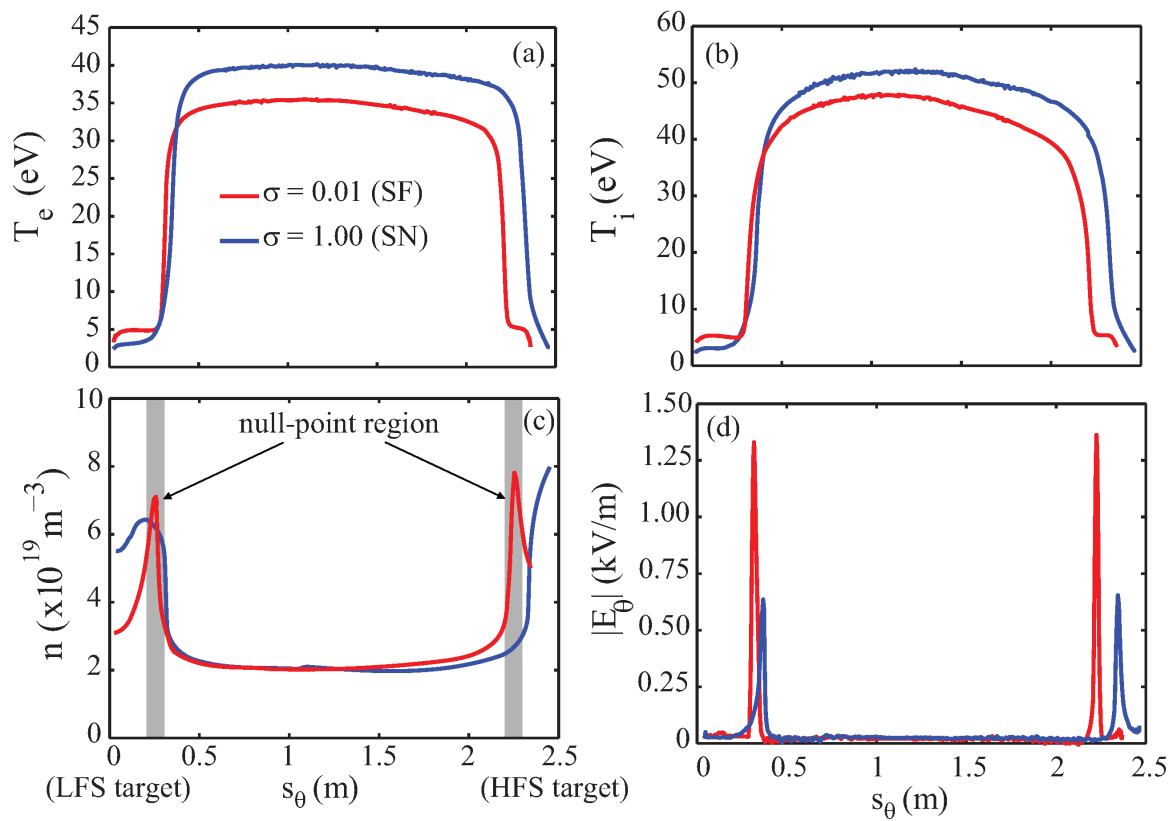 45
40
35
30
25
20
15
10
5
0
T_e (eV)
(a)
σ = 0.01 (SF)
σ = 1.00 (SN)
60
50
40
30
20
10
0
T_i (eV)
(b)
10
8
6
4
2
0
n (x10^19 m^−3)
null-point region
(c)
0 0.5 1 1.5 2 2.5
(LFS target) s_θ (m) (HFS target)
1.50
1.25
1.00
0.75
0.50
0.25
0
|E_θ| (kV/m)
(d)
0 0.5 1 1.5 2 2.5
s_θ (m)